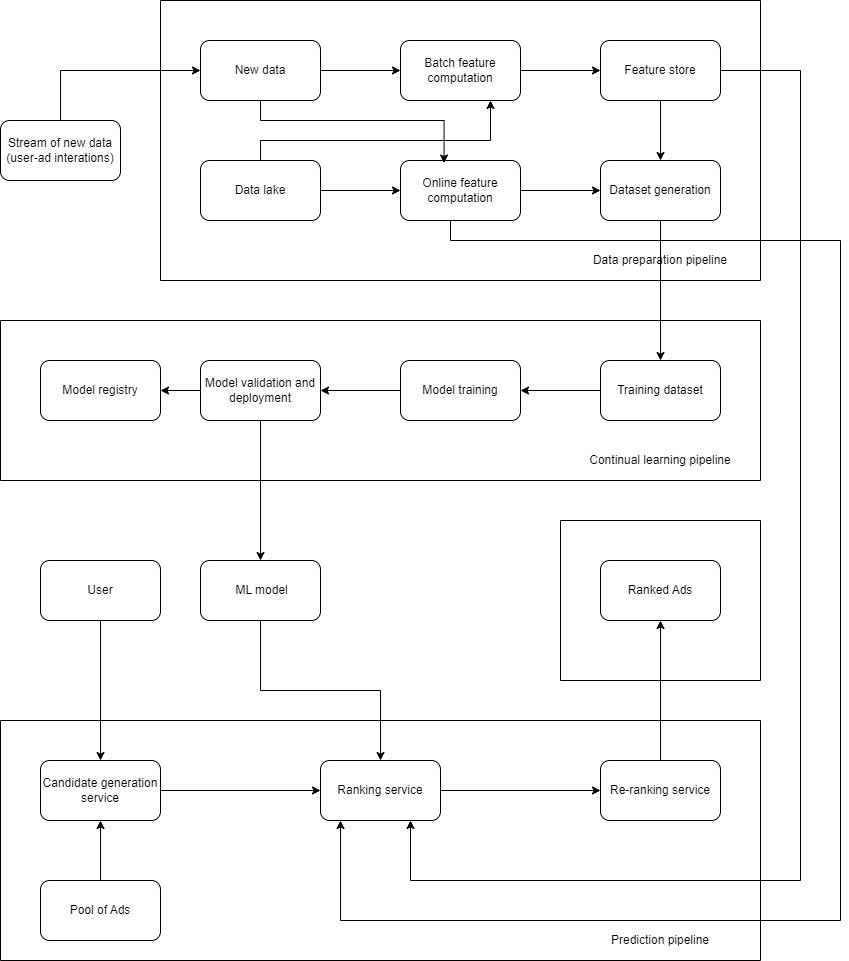 New data
Batch feature
computation
Feature store
Stream of new data
(user-ad interations)
Data lake
Online feature
computation
Dataset generation
Data preparation pipeline
Model registry
Model validation and
deployment
Model training
Training dataset
Continual learning pipeline
User
ML model
Ranked Ads
Candidate generation
service
Ranking service
Re-ranking service
Pool of Ads
Prediction pipeline